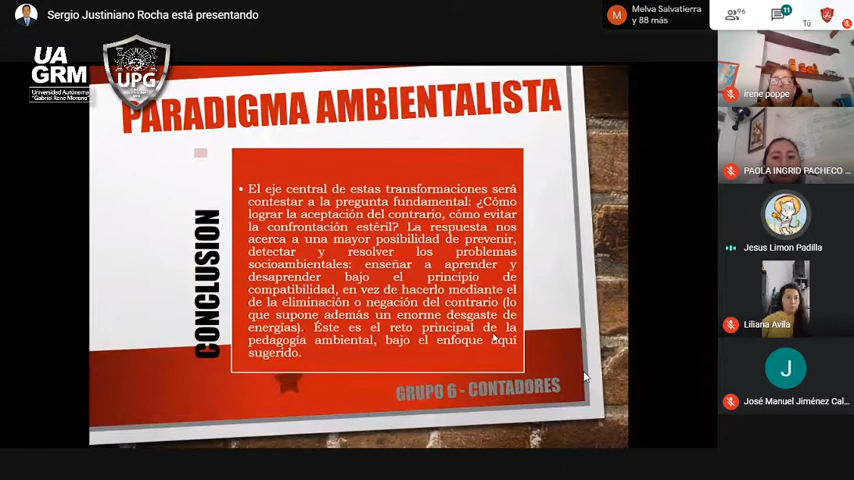 Sergio Justiniano Rocha está presentando
Melva Salvatierra
y 88 más
96
11
Tú
UA
GRM
Universidad Autónoma
"Gabriel René Moreno"
UPG
PARADIGMA AMBIENTALISTA
CONCLUSION
• El eje central de estas transformaciones será
contestar a la pregunta fundamental: ¿Cómo
lograr la aceptación del contrario, cómo evitar
la confrontación estéril? La respuesta nos
acerca a una mayor posibilidad de prevenir,
detectar y resolver los problemas
socioambientales: enseñar a aprender y
desaprender bajo el principio de
compatibilidad, en vez de hacerlo mediante el
de la eliminación o negación del contrario (lo
que supone además un enorme desgaste de
energías). Éste es el reto principal de la
pedagogía ambiental, bajo el enfoque aquí
sugerido.
GRUPO 6 - CONTADORES
irene poppe
PAOLA INGRID PACHECO ...
Jesus Limon Padilla
Liliana Avila
J
José Manuel Jiménez Cal...
M